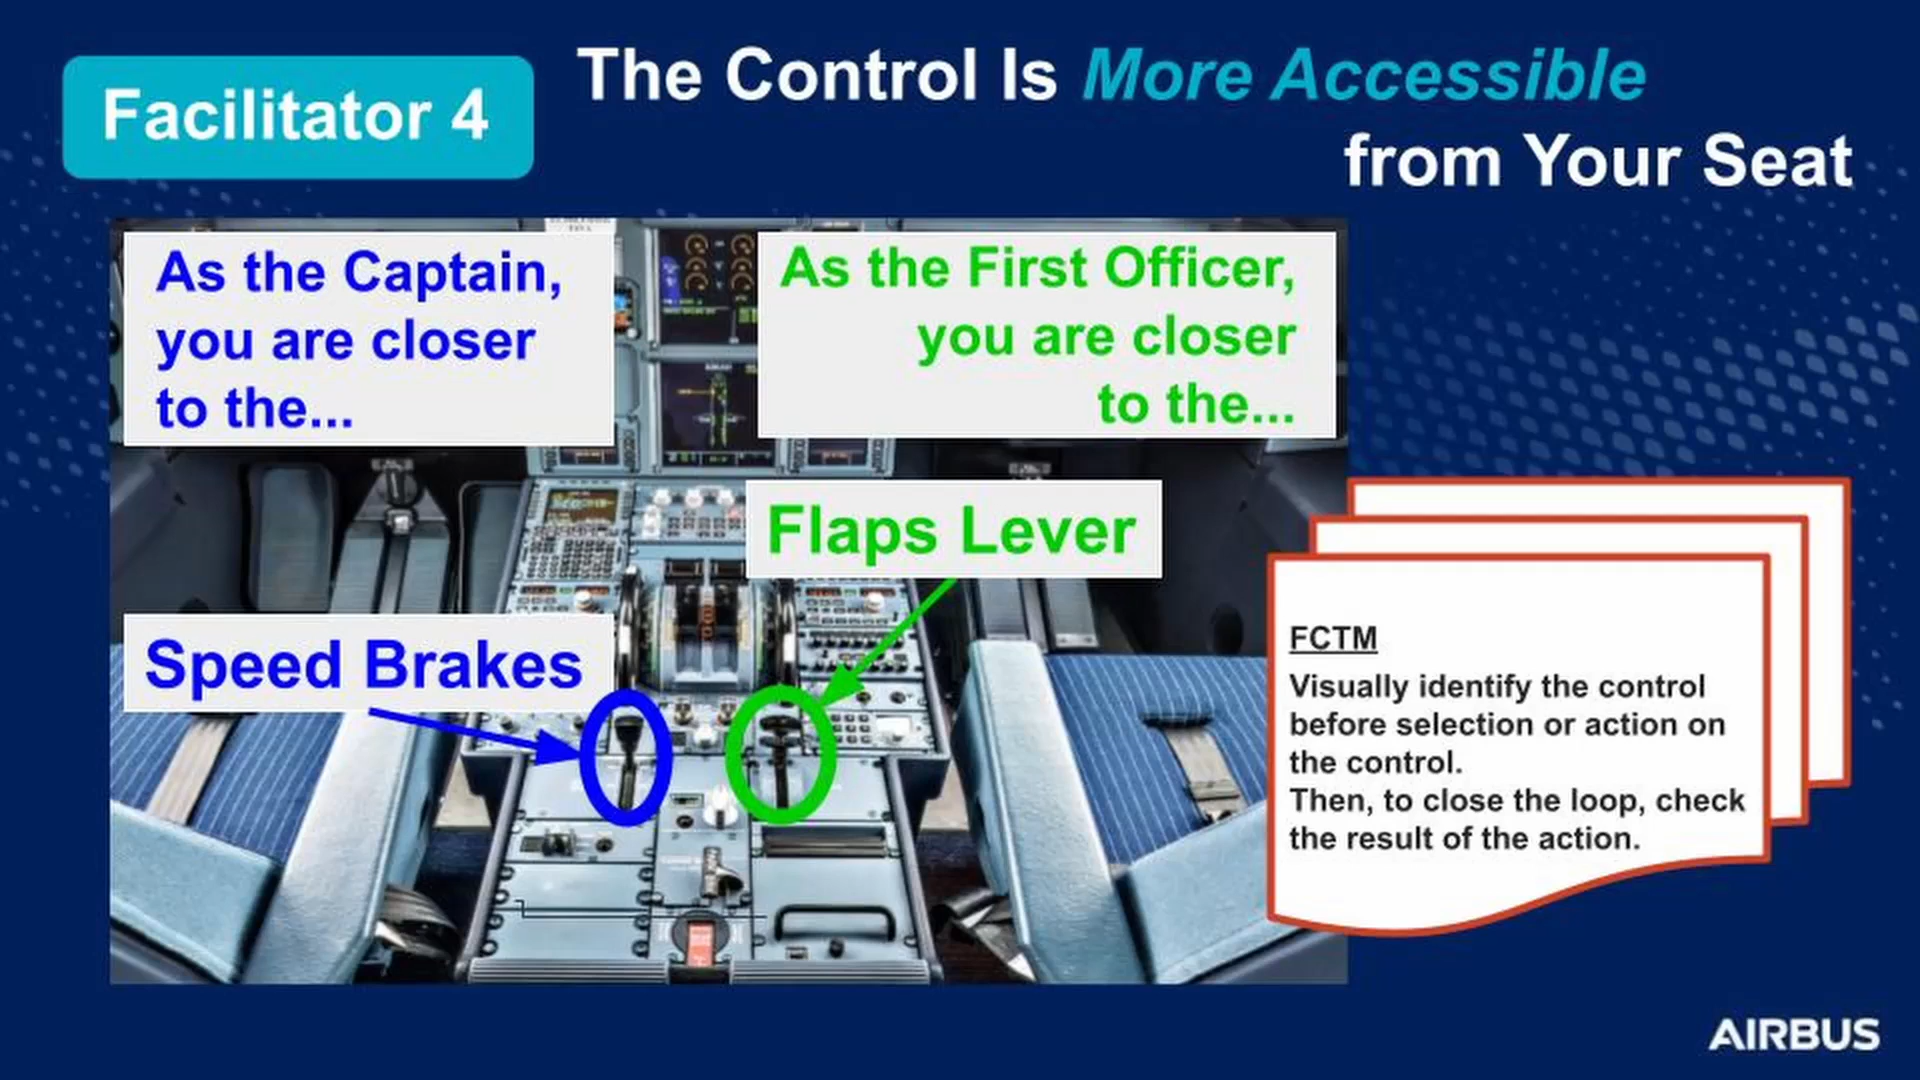 Facilitator 4
The Control Is More Accessible
from Your Seat
As the Captain,
you are closer
to the...
As the First Officer,
you are closer
to the...
Flaps Lever
Speed Brakes
FCTM
Visually identify the control
before selection or action on
the control.
Then, to close the loop, check
the result of the action.
AIRBUS